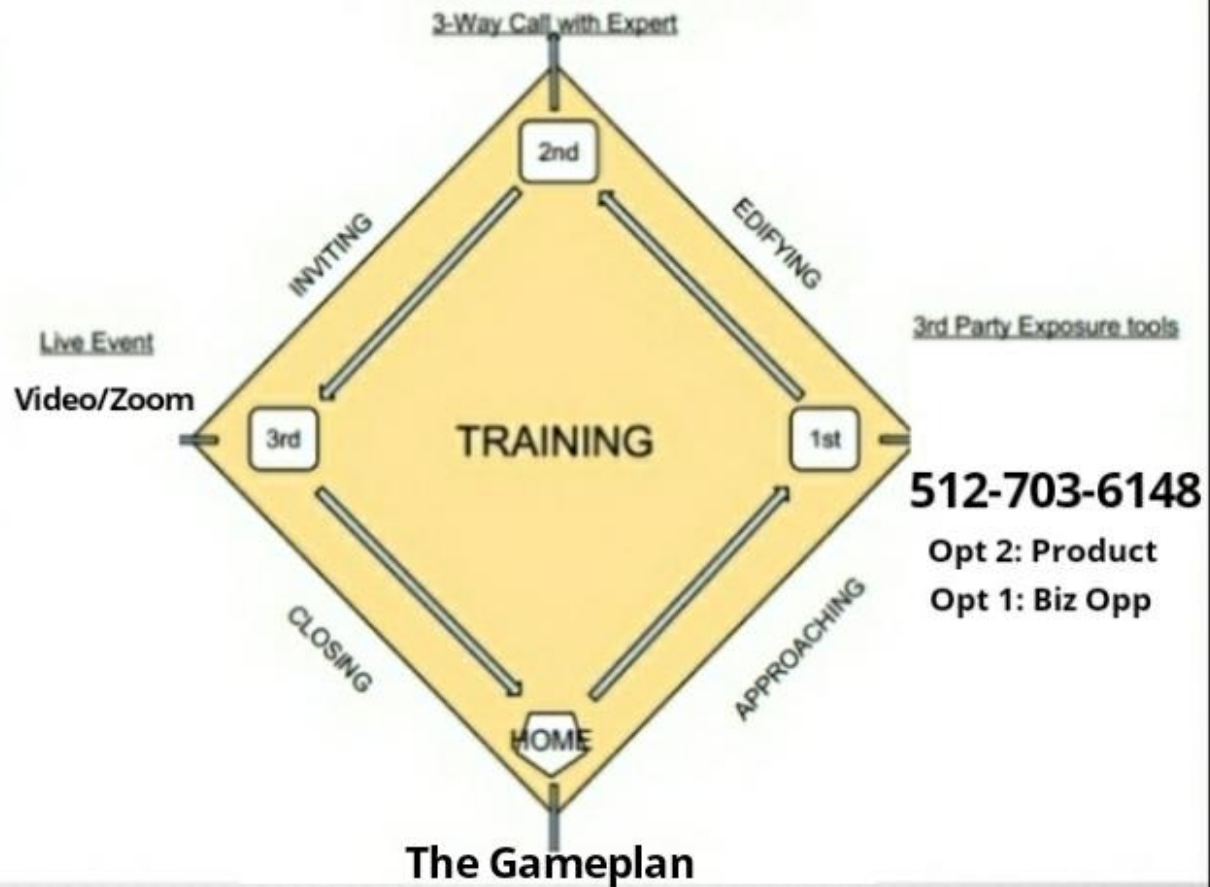 3-Way Call with Expert
2nd
INVITING
EDIFYING
Live Event
3rd Party Exposure tools
Video/Zoom
3rd
TRAINING
1st
512-703-6148
Opt 2: Product
Opt 1: Biz Opp
CLOSING
APPROACHING
HOME
The Gameplan